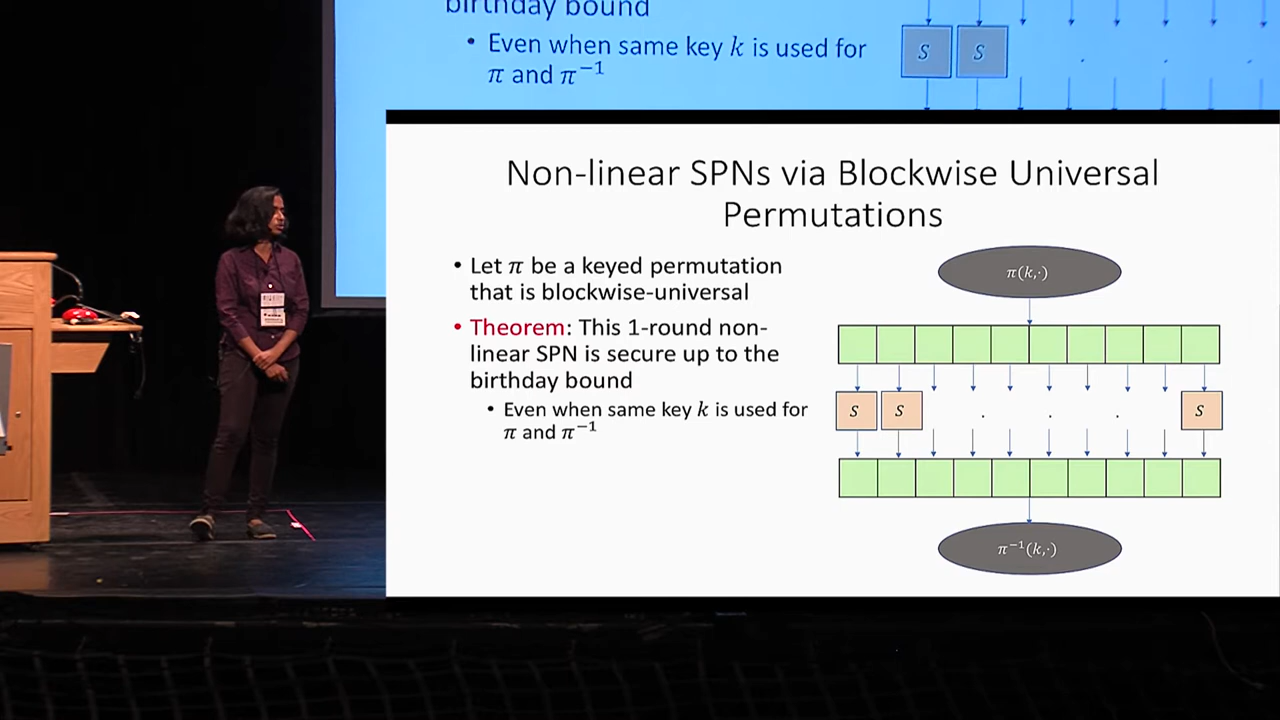 birthday bound
• Even when same key k is used for
π and π⁻¹
S S
Non-linear SPNs via Blockwise Universal
Permutations
• Let π be a keyed permutation
that is blockwise-universal
• Theorem: This 1-round non-
linear SPN is secure up to the
birthday bound
• Even when same key k is used for
π and π⁻¹
π(k,·)
S S . . . S
π⁻¹(k,·)